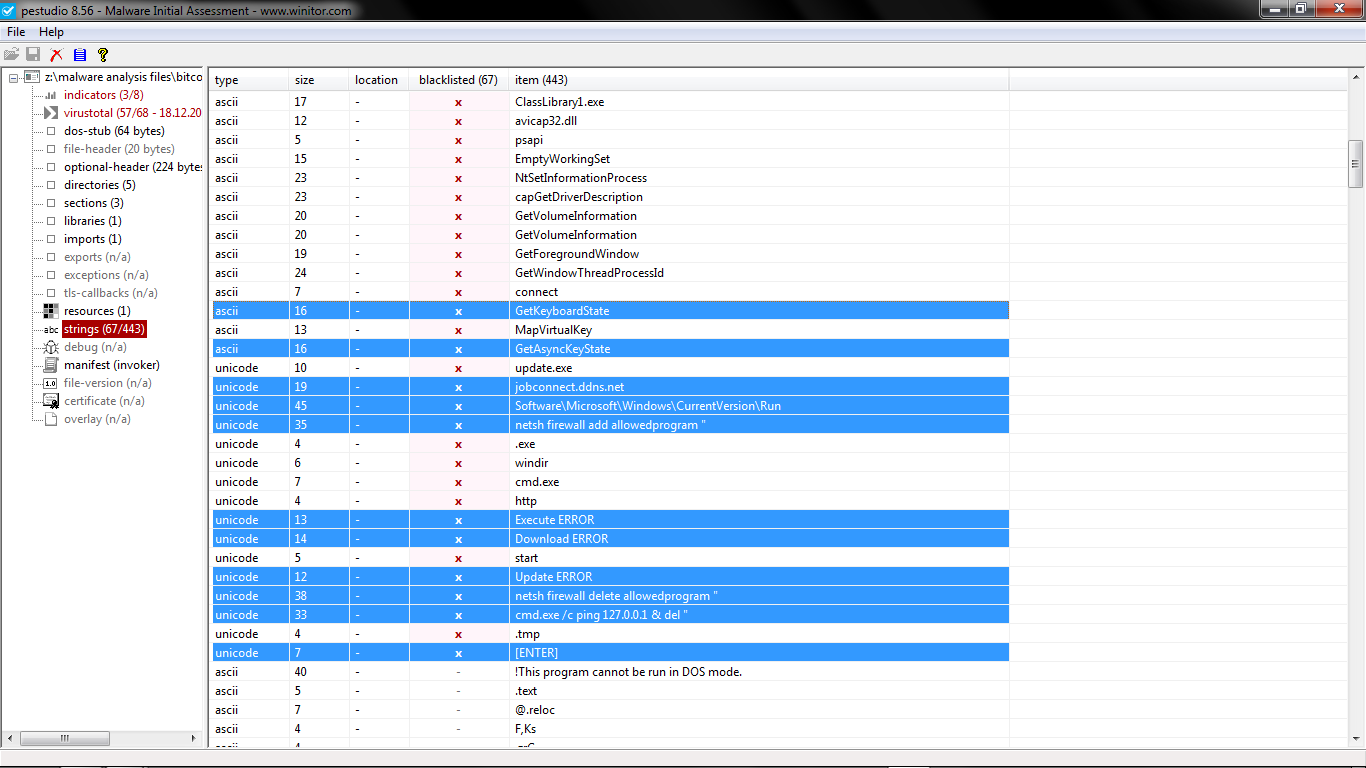 pestudio 8.56 - Malware Initial Assessment - www.winitor.com
File Help
z:\malware analysis files\bitco
indicators (3/8)
virustotal (57/68 - 18.12.20
dos-stub (64 bytes)
file-header (20 bytes)
optional-header (224 bytes
directories (5)
sections (3)
libraries (1)
imports (1)
exports (n/a)
exceptions (n/a)
tls-callbacks (n/a)
resources (1)
abc strings (67/443)
debug (n/a)
manifest (invoker)
1.0 file-version (n/a)
certificate (n/a)
overlay (n/a)
type size location blacklisted (67) item (443)
ascii 17 - x ClassLibrary1.exe
ascii 12 - x avicap32.dll
ascii 5 - x psapi
ascii 15 - x EmptyWorkingSet
ascii 23 - x NtSetInformationProcess
ascii 23 - x capGetDriverDescription
ascii 20 - x GetVolumeInformation
ascii 20 - x GetVolumeInformation
ascii 19 - x GetForegroundWindow
ascii 24 - x GetWindowThreadProcessId
ascii 7 - x connect
ascii 16 - x GetKeyboardState
ascii 13 - x MapVirtualKey
ascii 16 - x GetAsyncKeyState
unicode 10 - x update.exe
unicode 19 - x jobconnect.ddns.net
unicode 45 - x Software\Microsoft\Windows\CurrentVersion\Run
unicode 35 - x netsh firewall add allowedprogram "
unicode 4 - x .exe
unicode 6 - x windir
unicode 7 - x cmd.exe
unicode 4 - x http
unicode 13 - x Execute ERROR
unicode 14 - x Download ERROR
unicode 5 - x start
unicode 12 - x Update ERROR
unicode 38 - x netsh firewall delete allowedprogram "
unicode 33 - x cmd.exe /c ping 127.0.0.1 & del "
unicode 4 - x .tmp
unicode 7 - x [ENTER]
ascii 40 - - !This program cannot be run in DOS mode.
ascii 5 - - .text
ascii 7 - - @.reloc
ascii 4 - - F,Ks